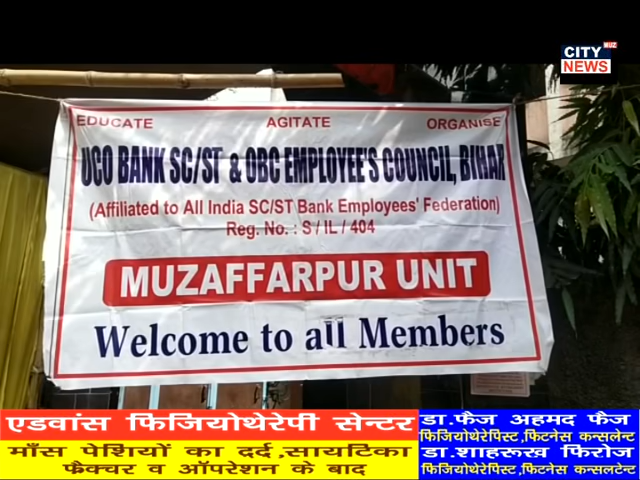 CITY MUZ
NEWS
EDUCATE AGITATE ORGANISE
UCO BANK SC/ST & OBC EMPLOYEE'S COUNCIL, BIHAR
(Affiliated to All India SC/ST Bank Employees' Federation)
Reg. No. : S / IL / 404
MUZAFFARPUR UNIT
Welcome to all Members
एडवांस फिजियोथेरेपी सेन्टर
माँस पेशियों का दर्द,सायटिका
फ्रैक्चर व ऑपरेशन के बाद
डा.फैज अहमद फैज
फिजियोथेरेपिस्ट,फिटनेस कन्सलेन्ट
डा.शाहरूख फिरोज
फिजियोथेरेपिस्ट,फिटनेस कन्सलटेन्ट